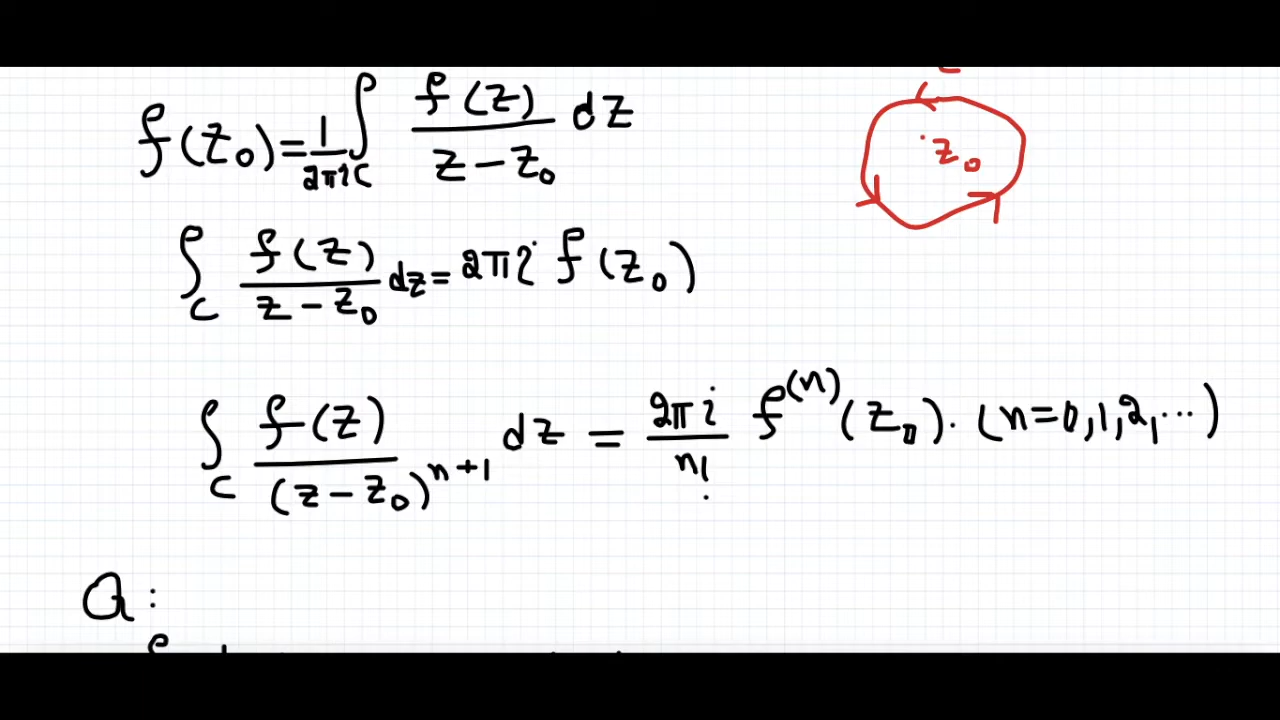 f(z₀) = 1/2πi ∫_C f(z)/(z − z₀) dz
z₀
∫_C f(z)/(z − z₀) dz = 2πi f(z₀)
∫_C f(z)/(z − z₀)^(n+1) dz = 2πi/n! f^(n)(z₀). (n=0,1,2,...)
Q: